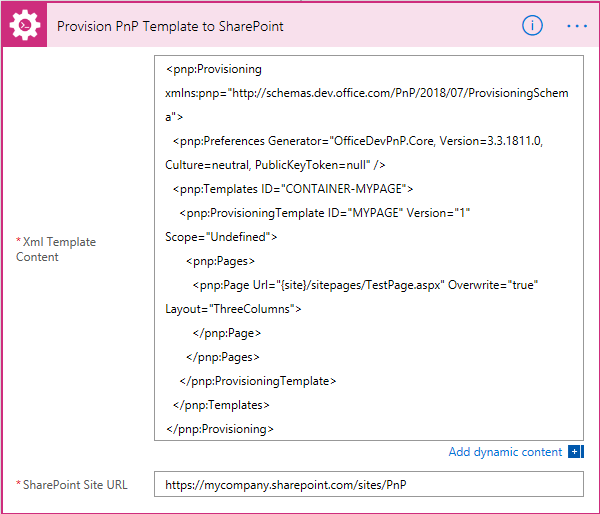 Provision PnP Template to SharePoint
<pnp:Provisioning
xmlns:pnp="http://schemas.dev.office.com/PnP/2018/07/ProvisioningSchem
a">
<pnp:Preferences Generator="OfficeDevPnP.Core, Version=3.3.1811.0,
Culture=neutral, PublicKeyToken=null" />
<pnp:Templates ID="CONTAINER-MYPAGE">
<pnp:ProvisioningTemplate ID="MYPAGE" Version="1"
Scope="Undefined">
<pnp:Pages>
<pnp:Page Url="{site}/sitepages/TestPage.aspx" Overwrite="true"
Layout="ThreeColumns">
</pnp:Page>
</pnp:Pages>
</pnp:ProvisioningTemplate>
</pnp:Templates>
</pnp:Provisioning>
* Xml Template
Content
Add dynamic content
* SharePoint Site URL
https://mycompany.sharepoint.com/sites/PnP